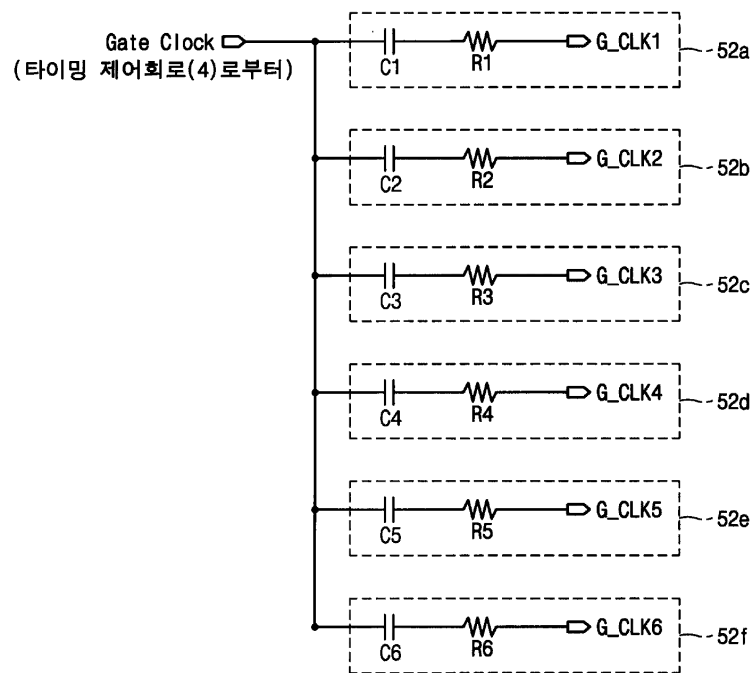 Gate Clock
(타이밍 제어회로(4)로부터)
C1 R1 G_CLK1 52a
C2 R2 G_CLK2 52b
C3 R3 G_CLK3 52c
C4 R4 G_CLK4 52d
C5 R5 G_CLK5 52e
C6 R6 G_CLK6 52f